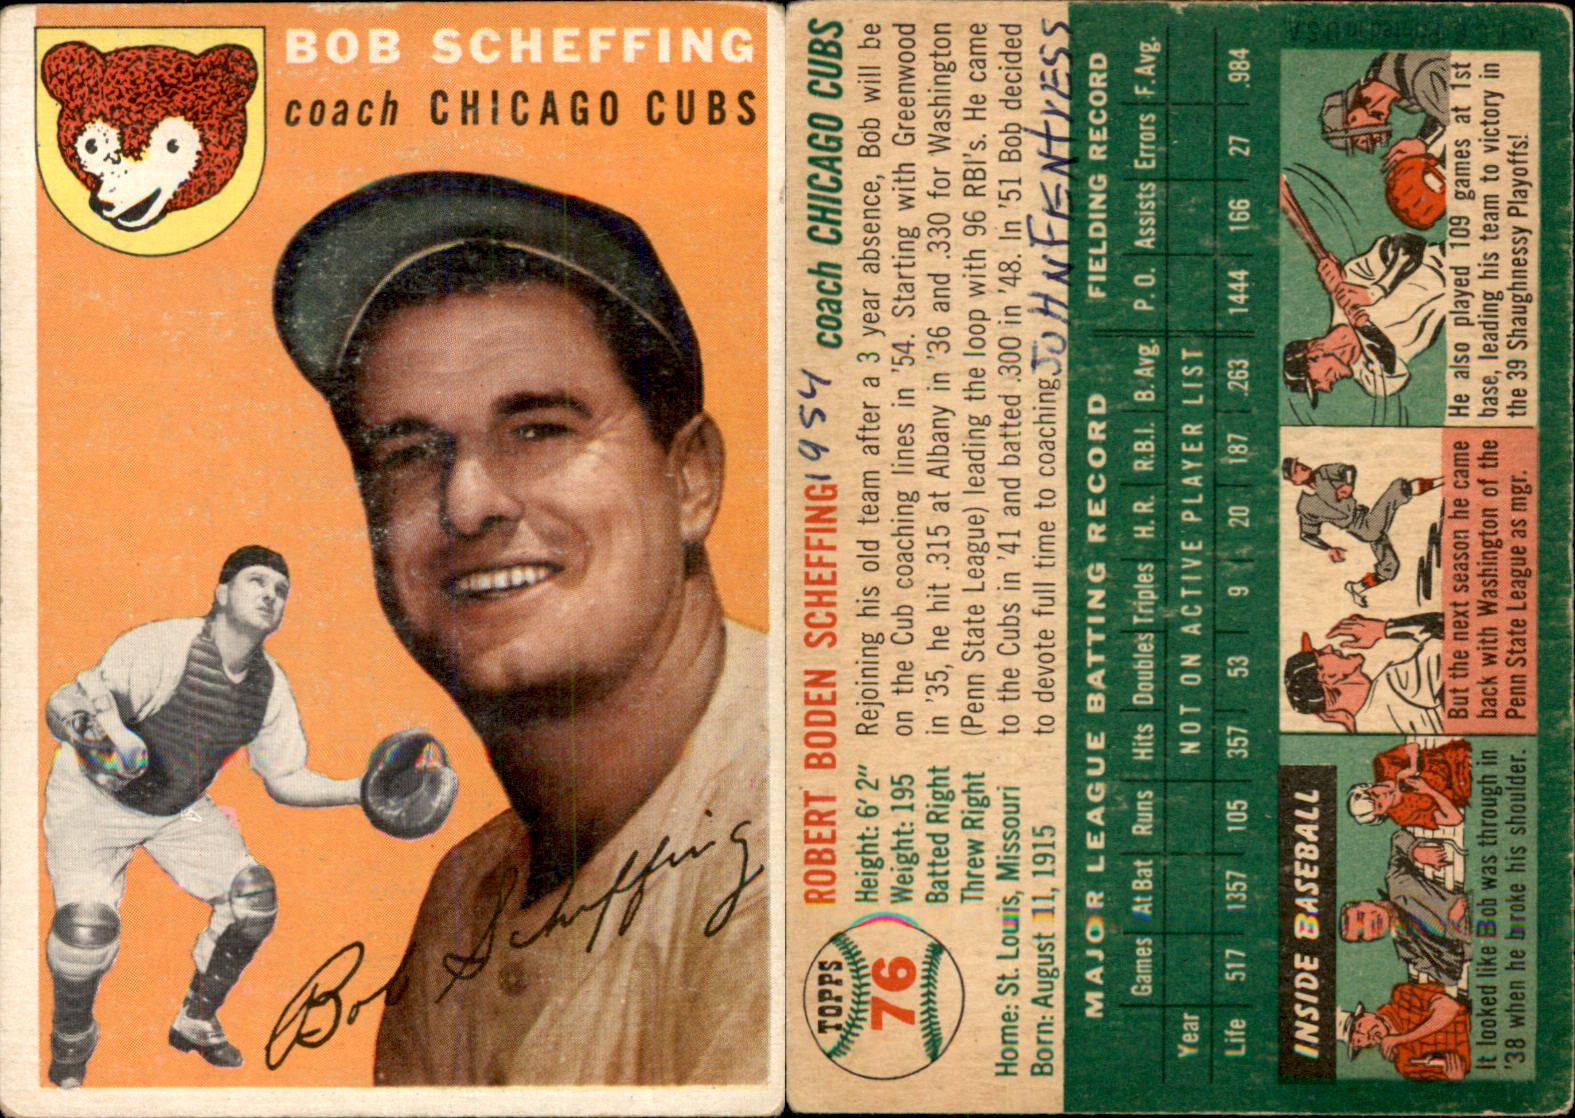 BOB SCHEFFING
coach CHICAGO CUBS
Bob Scheffing
TOPPS
76
ROBERT BODEN SCHEFFING 1954 coach CHICAGO CUBS
Height: 6' 2"
Weight: 195
Batted Right
Threw Right
Home: St. Louis, Missouri
Born: August 11, 1915
Rejoining his old team after a 3 year absence, Bob will be
on the Cub coaching lines in '54. Starting with Greenwood
in '35, he hit .315 at Albany in '36 and .330 for Washington
(Penn State League) leading the loop with 96 RBI's. He came
to the Cubs in '41 and batted .300 in '48. In '51 Bob decided
to devote full time to coaching.
JOHN FIENTHESS
MAJOR LEAGUE BATTING RECORD FIELDING RECORD
Year Games At Bat Runs Hits Doubles Triples H. R. R.B.I. B. Avg. P. O. Assists Errors F. Avg.
NOT ON ACTIVE PLAYER LIST
Life 517 1357 105 357 53 9 20 187 .263 1444 166 27 .984
INSIDE BASEBALL
It looked like Bob was through in
'38 when he broke his shoulder.
But the next season he came
back with Washington of the
Penn State League as mgr.
He also played 109 games at 1st
base, leading his team to victory in
the 39 Shaughnessy Playoffs!
© T. C. G. Printed in U.S.A.